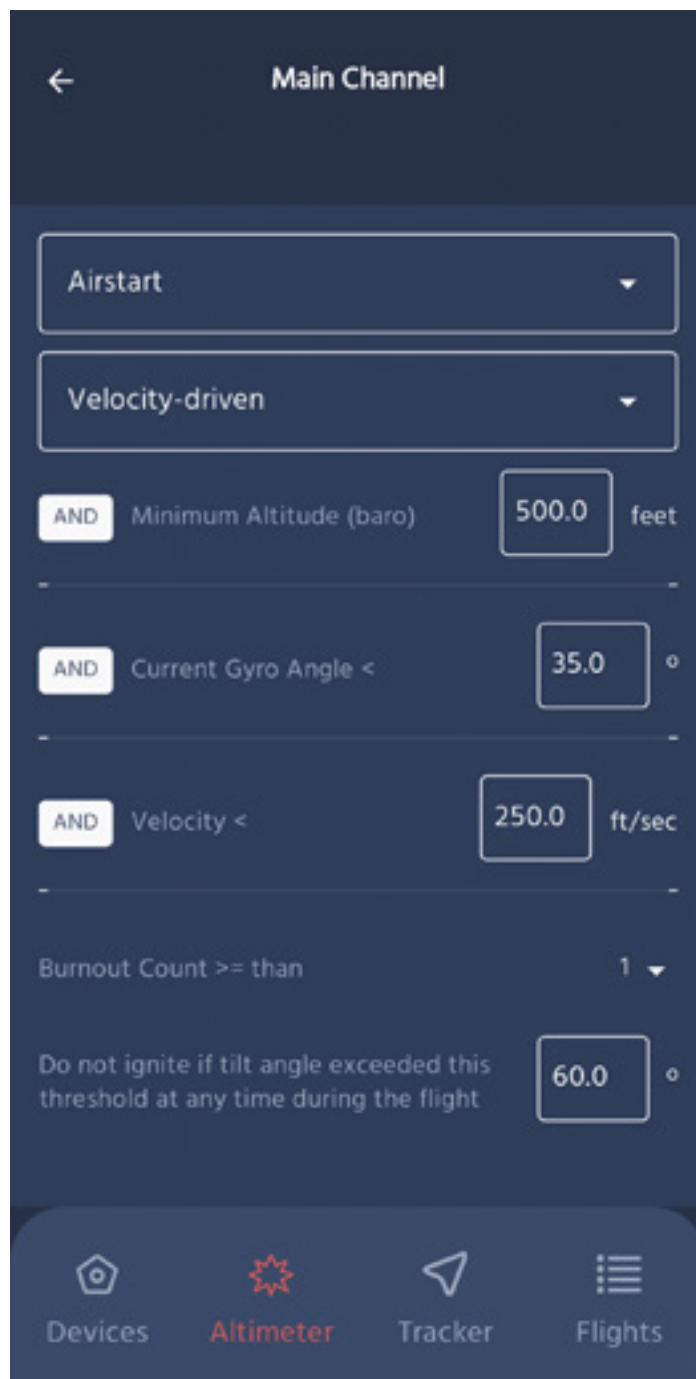 Main Channel
Airstart
Velocity-driven
AND Minimum Altitude (baro) 500.0 feet
AND Current Gyro Angle < 35.0 °
AND Velocity < 250.0 ft/sec
Burnout Count >= than 1
Do not ignite if tilt angle exceeded this
threshold at any time during the flight 60.0 °
Devices Altimeter Tracker Flights